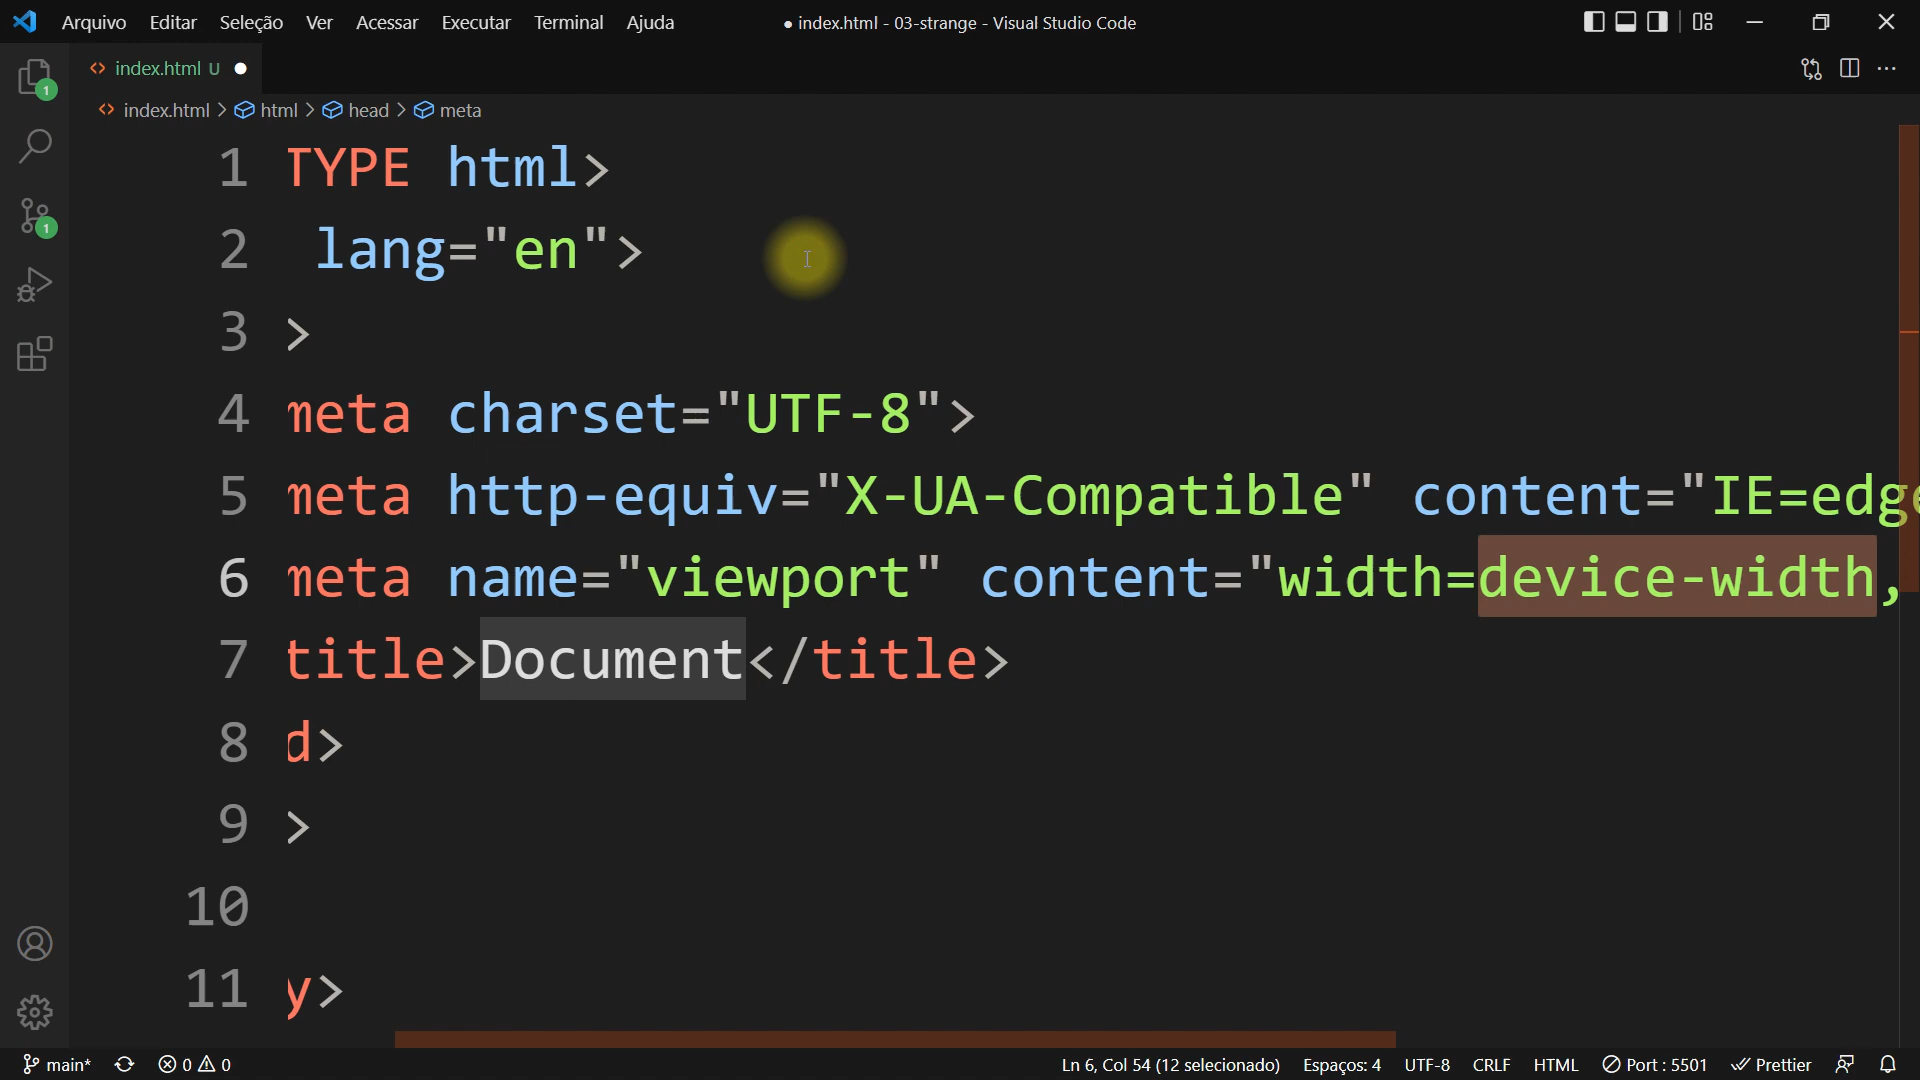 Arquivo Editar Seleção Ver Acessar Executar Terminal Ajuda ● index.html - 03-strange - Visual Studio Code
index.html U
index.html > html > head > meta
1 TYPE html>
2 lang="en">
3 >
4 meta charset="UTF-8">
5 meta http-equiv="X-UA-Compatible" content="IE=edge
6 meta name="viewport" content="width=device-width,
7 title>Document</title>
8 d>
9 >
10
11 y>
1
1
main* 0 0 Ln 6, Col 54 (12 selecionado) Espaços: 4 UTF-8 CRLF HTML Port : 5501 Prettier